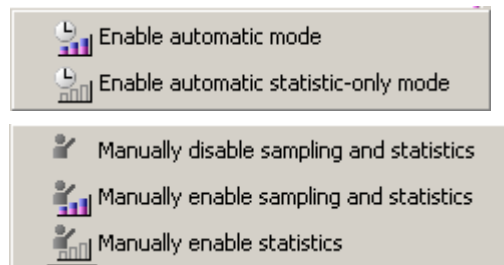 Enable automatic mode
Enable automatic statistic-only mode
Manually disable sampling and statistics
Manually enable sampling and statistics
Manually enable statistics